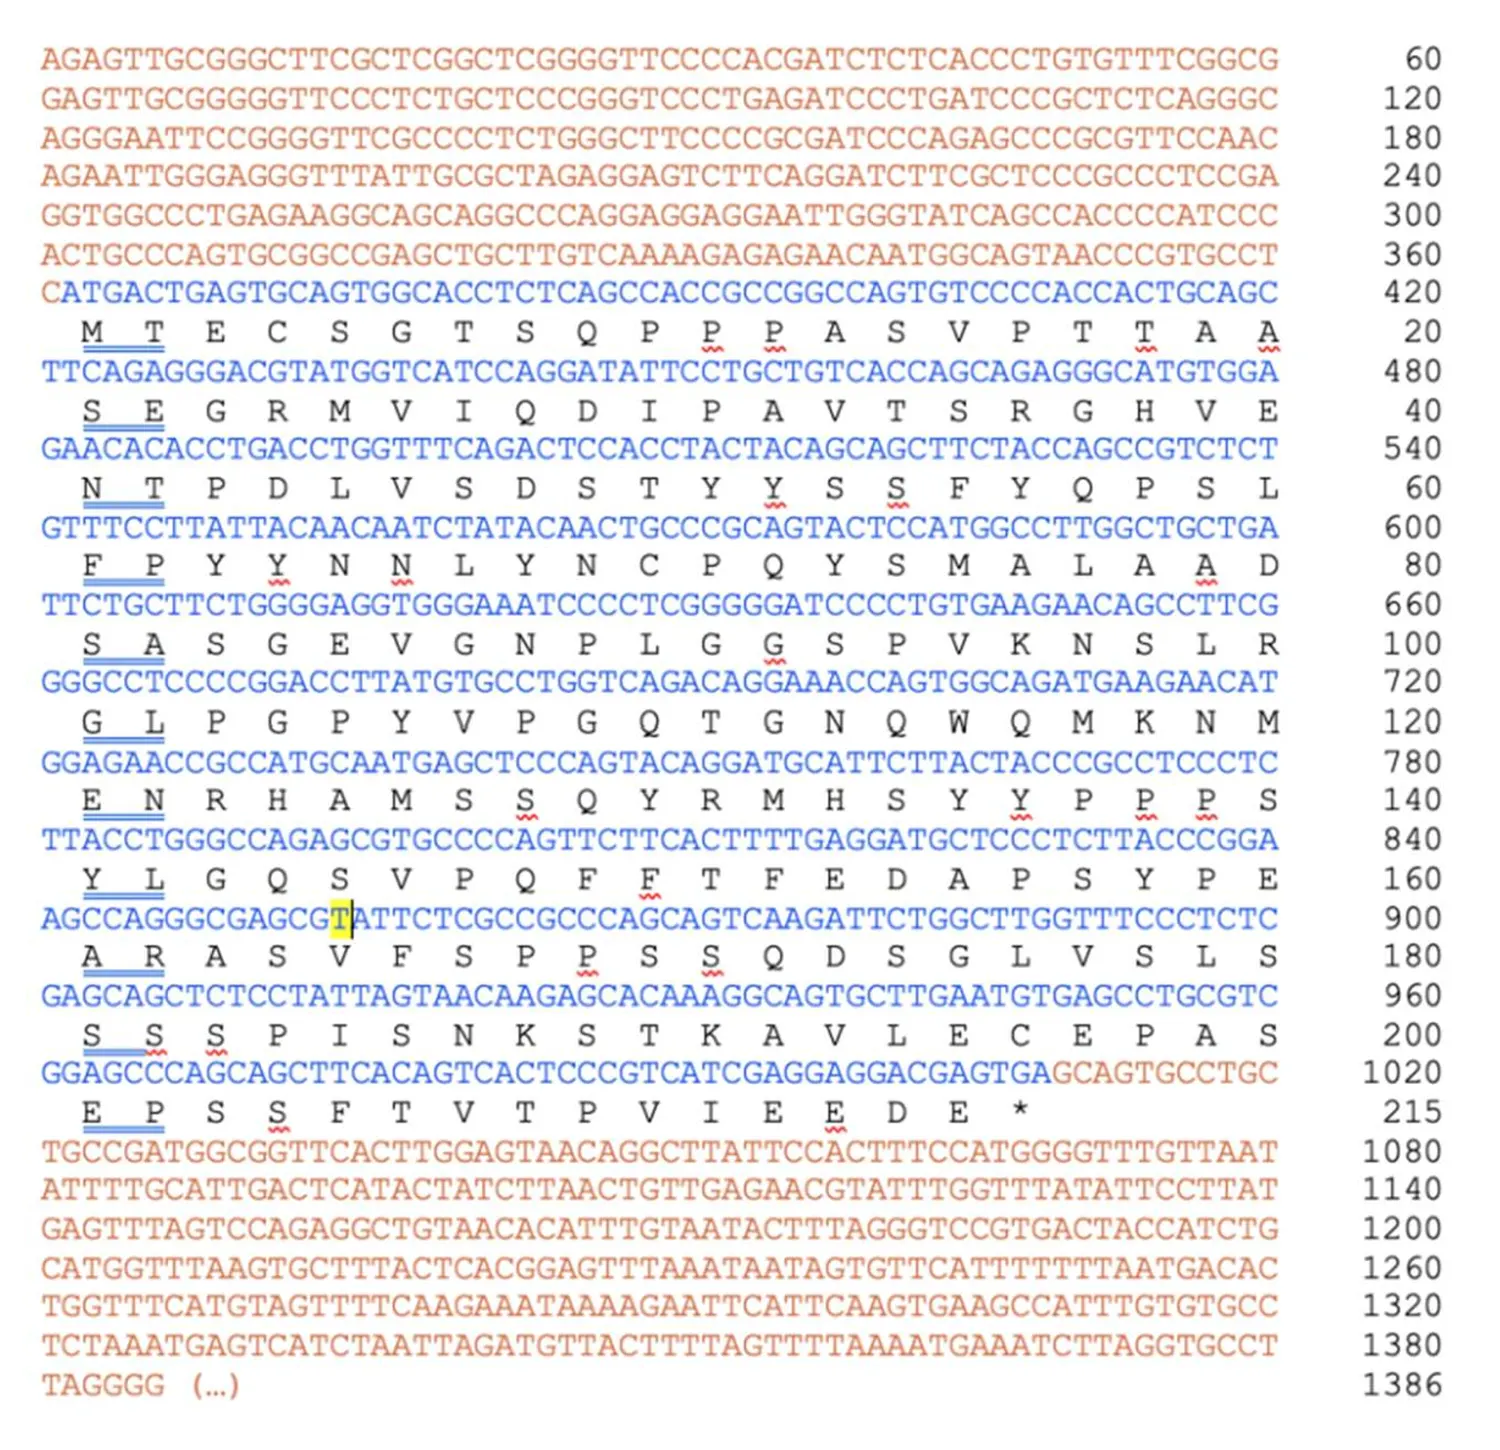 AGAGTTGCGGGCTTCGCTCGGCTCGGGGTTCCCCACGATCTCTCACCCTGTGTTTCGGCG 60
GAGTTGCGGGGGTTCCCTCTGCTCCCGGGTCCCTGAGATCCCTGATCCCGCTCTCAGGGC 120
AGGGAATTCCGGGGTTCGCCCCTCTGGGCTTCCCCGCGATCCCAGAGCCCGCGTTCCAAC 180
AGAATTGGGAGGGTTTATTGCGCTAGAGGAGTCTTCAGGATCTTCGCTCCCGCCCTCCGA 240
GGTGGCCCTGAGAAGGCAGCAGGCCCAGGAGGAGGAATTGGGTATCAGCCACCCCATCCC 300
ACTGCCCAGTGCGGCCGAGCTGCTTGTCAAAAGAGAGAACAATGGCAGTAACCCGTGCCT 360
CATGACTGAGTGCAGTGGCACCTCTCAGCCACCGCCGGCCAGTGTCCCCACCACTGCAGC 420
M T E C S G T S Q P P P A S V P T T A A 20
TTCAGAGGGACGTATGGTCATCCAGGATATTCCTGCTGTCACCAGCAGAGGGCATGTGGA 480
S E G R M V I Q D I P A V T S R G H V E 40
GAACACACCTGACCTGGTTTCAGACTCCACCTACTACAGCAGCTTCTACCAGCCGTCTCT 540
N T P D L V S D S T Y Y S S F Y Q P S L 60
GTTTCCTTATTACAACAATCTATACAACTGCCCGCAGTACTCCATGGCCTTGGCTGCTGA 600
F P Y Y N N L Y N C P Q Y S M A L A A D 80
TTCTGCTTCTGGGGAGGTGGGAAATCCCCTCGGGGGATCCCCTGTGAAGAACAGCCTTCG 660
S A S G E V G N P L G G S P V K N S L R 100
GGGCCTCCCCGGACCTTATGTGCCTGGTCAGACAGGAAACCAGTGGCAGATGAAGAACAT 720
G L P G P Y V P G Q T G N Q W Q M K N M 120
GGAGAACCGCCATGCAATGAGCTCCCAGTACAGGATGCATTCTTACTACCCGCCTCCCTC 780
E N R H A M S S Q Y R M H S Y Y P P P S 140
TTACCTGGGCCAGAGCGTGCCCCAGTTCTTCACTTTTGAGGATGCTCCCTCTTACCCGGA 840
Y L G Q S V P Q F F T F E D A P S Y P E 160
AGCCAGGGCGAGCGTATTCTCGCCGCCCAGCAGTCAAGATTCTGGCTTGGTTTCCCTCTC 900
A R A S V F S P P S S Q D S G L V S L S 180
GAGCAGCTCTCCTATTAGTAACAAGAGCACAAAGGCAGTGCTTGAATGTGAGCCTGCGTC 960
S S S P I S N K S T K A V L E C E P A S 200
GGAGCCCAGCAGCTTCACAGTCACTCCCGTCATCGAGGAGGACGAGTGAGCAGTGCCTGC 1020
E P S S F T V T P V I E E D E * 215
TGCCGATGGCGGTTCACTTGGAGTAACAGGCTTATTCCACTTTCCATGGGGTTTGTTAAT 1080
ATTTTGCATTGACTCATACTATCTTAACTGTTGAGAACGTATTTGGTTTATATTCCTTAT 1140
GAGTTTAGTCCAGAGGCTGTAACACATTTGTAATACTTTAGGGTCCGTGACTACCATCTG 1200
CATGGTTTAAGTGCTTTACTCACGGAGTTTAAATAATAGTGTTCATTTTTTTAATGACAC 1260
TGGTTTCATGTAGTTTTCAAGAAATAAAAGAATTCATTCAAGTGAAGCCATTTGTGTGCC 1320
TCTAAATGAGTCATCTAATTAGATGTTACTTTTAGTTTTAAAATGAAATCTTAGGTGCCT 1380
TAGGGG (…) 1386